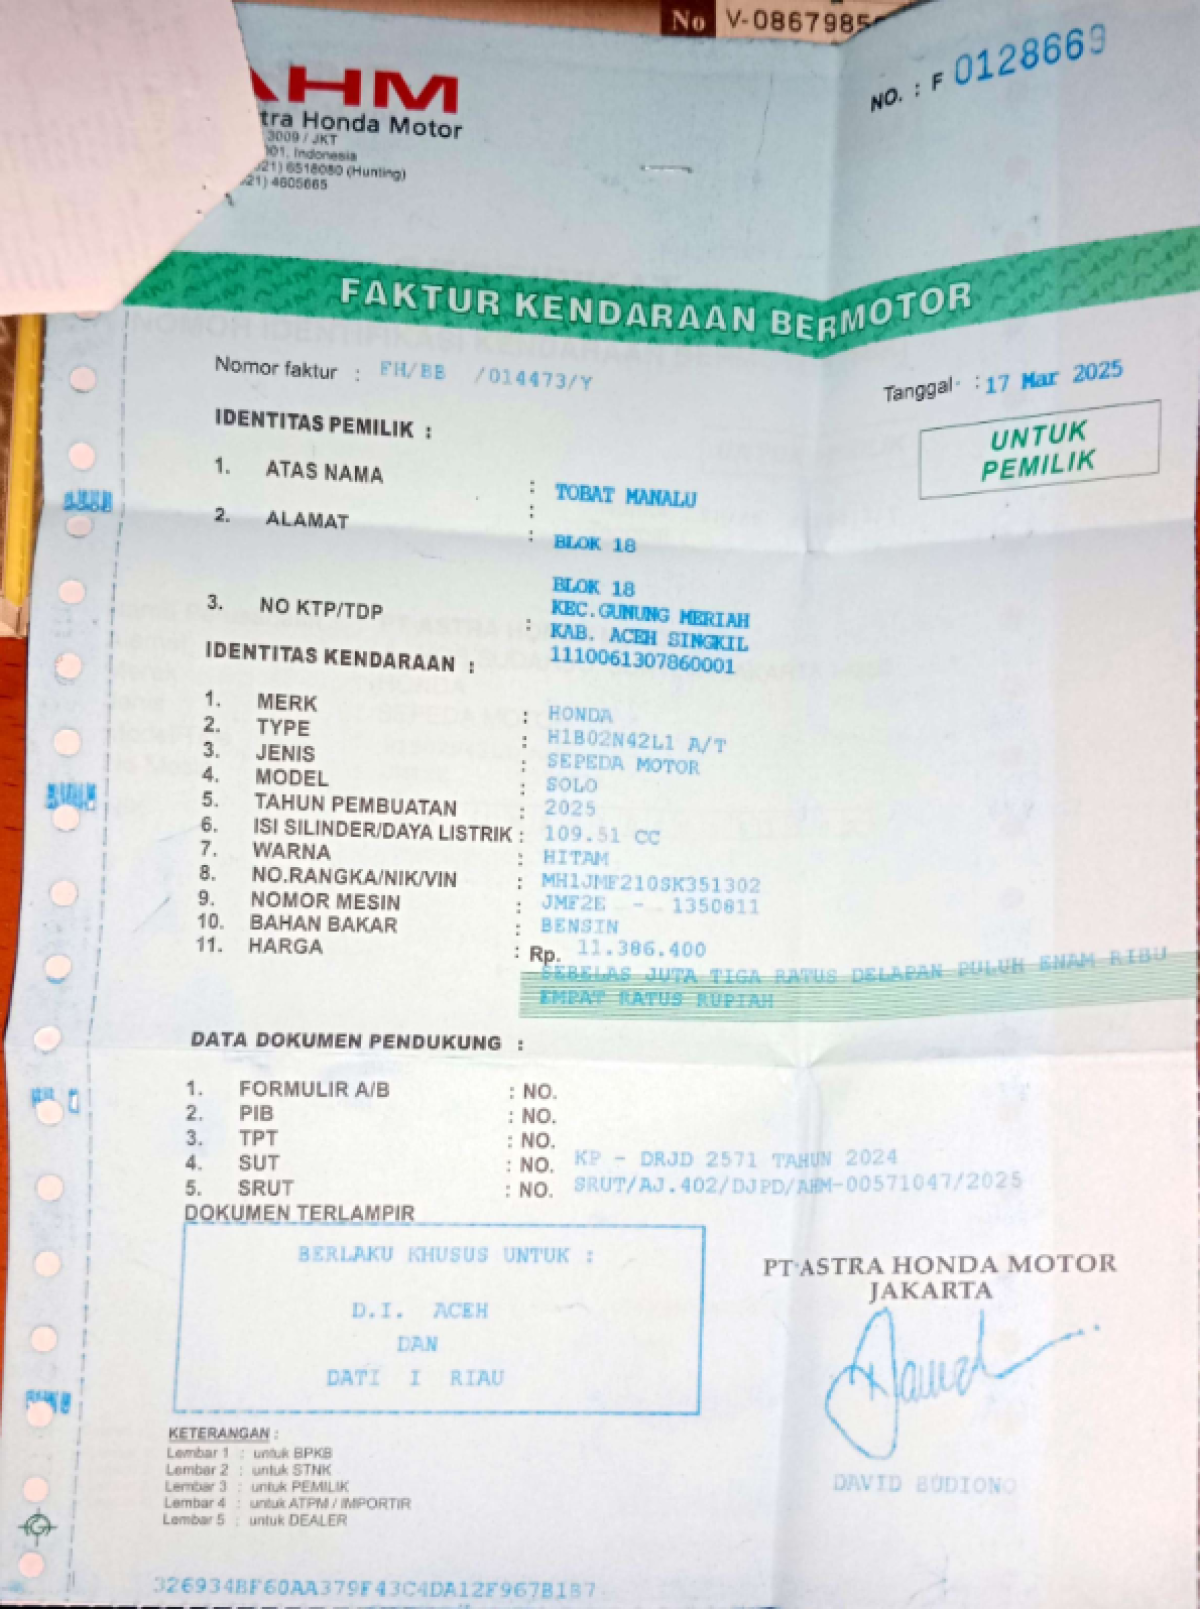 No V-0867985
AHM
tra Honda Motor
3009 / JKT
001, Indonesia
21) 6518080 (Hunting)
21) 4605665
NO. : F 0128669
FAKTUR KENDARAAN BERMOTOR
Nomor faktur : FH/BB /014473/Y
Tanggal : 17 Mar 2025
UNTUK
PEMILIK
IDENTITAS PEMILIK :
1. ATAS NAMA : TOBAT MANALU
2. ALAMAT :
: BLOK 18
BLOK 18
KEC.GUNUNG MERIAH
KAB. ACEH SINGKIL
3. NO KTP/TDP : 1110061307860001
IDENTITAS KENDARAAN :
1. MERK : HONDA
2. TYPE : H1B02N42L1 A/T
3. JENIS : SEPEDA MOTOR
4. MODEL : SOLO
5. TAHUN PEMBUATAN : 2025
6. ISI SILINDER/DAYA LISTRIK : 109.51 CC
7. WARNA : HITAM
8. NO.RANGKA/NIK/VIN : MH1JMF210SK351302
9. NOMOR MESIN : JMF2E - 1350811
10. BAHAN BAKAR : BENSIN
11. HARGA : Rp. 11.386.400
SEBELAS JUTA TIGA RATUS DELAPAN PULUH ENAM RIBU
EMPAT RATUS RUPIAH
DATA DOKUMEN PENDUKUNG :
1. FORMULIR A/B : NO.
2. PIB : NO.
3. TPT : NO.
4. SUT : NO. KP - DRJD 2571 TAHUN 2024
5. SRUT : NO. SRUT/AJ.402/DJPD/AHM-00571047/2025
DOKUMEN TERLAMPIR
BERLAKU KHUSUS UNTUK :
D.I. ACEH
DAN
DATI I RIAU
PT ASTRA HONDA MOTOR
JAKARTA
DAVID BUDIONO
KETERANGAN :
Lembar 1 : untuk BPKB
Lembar 2 : untuk STNK
Lembar 3 : untuk PEMILIK
Lembar 4 : untuk ATPM / IMPORTIR
Lembar 5 : untuk DEALER
326934BF60AA379F43C4DA12F967B1B7